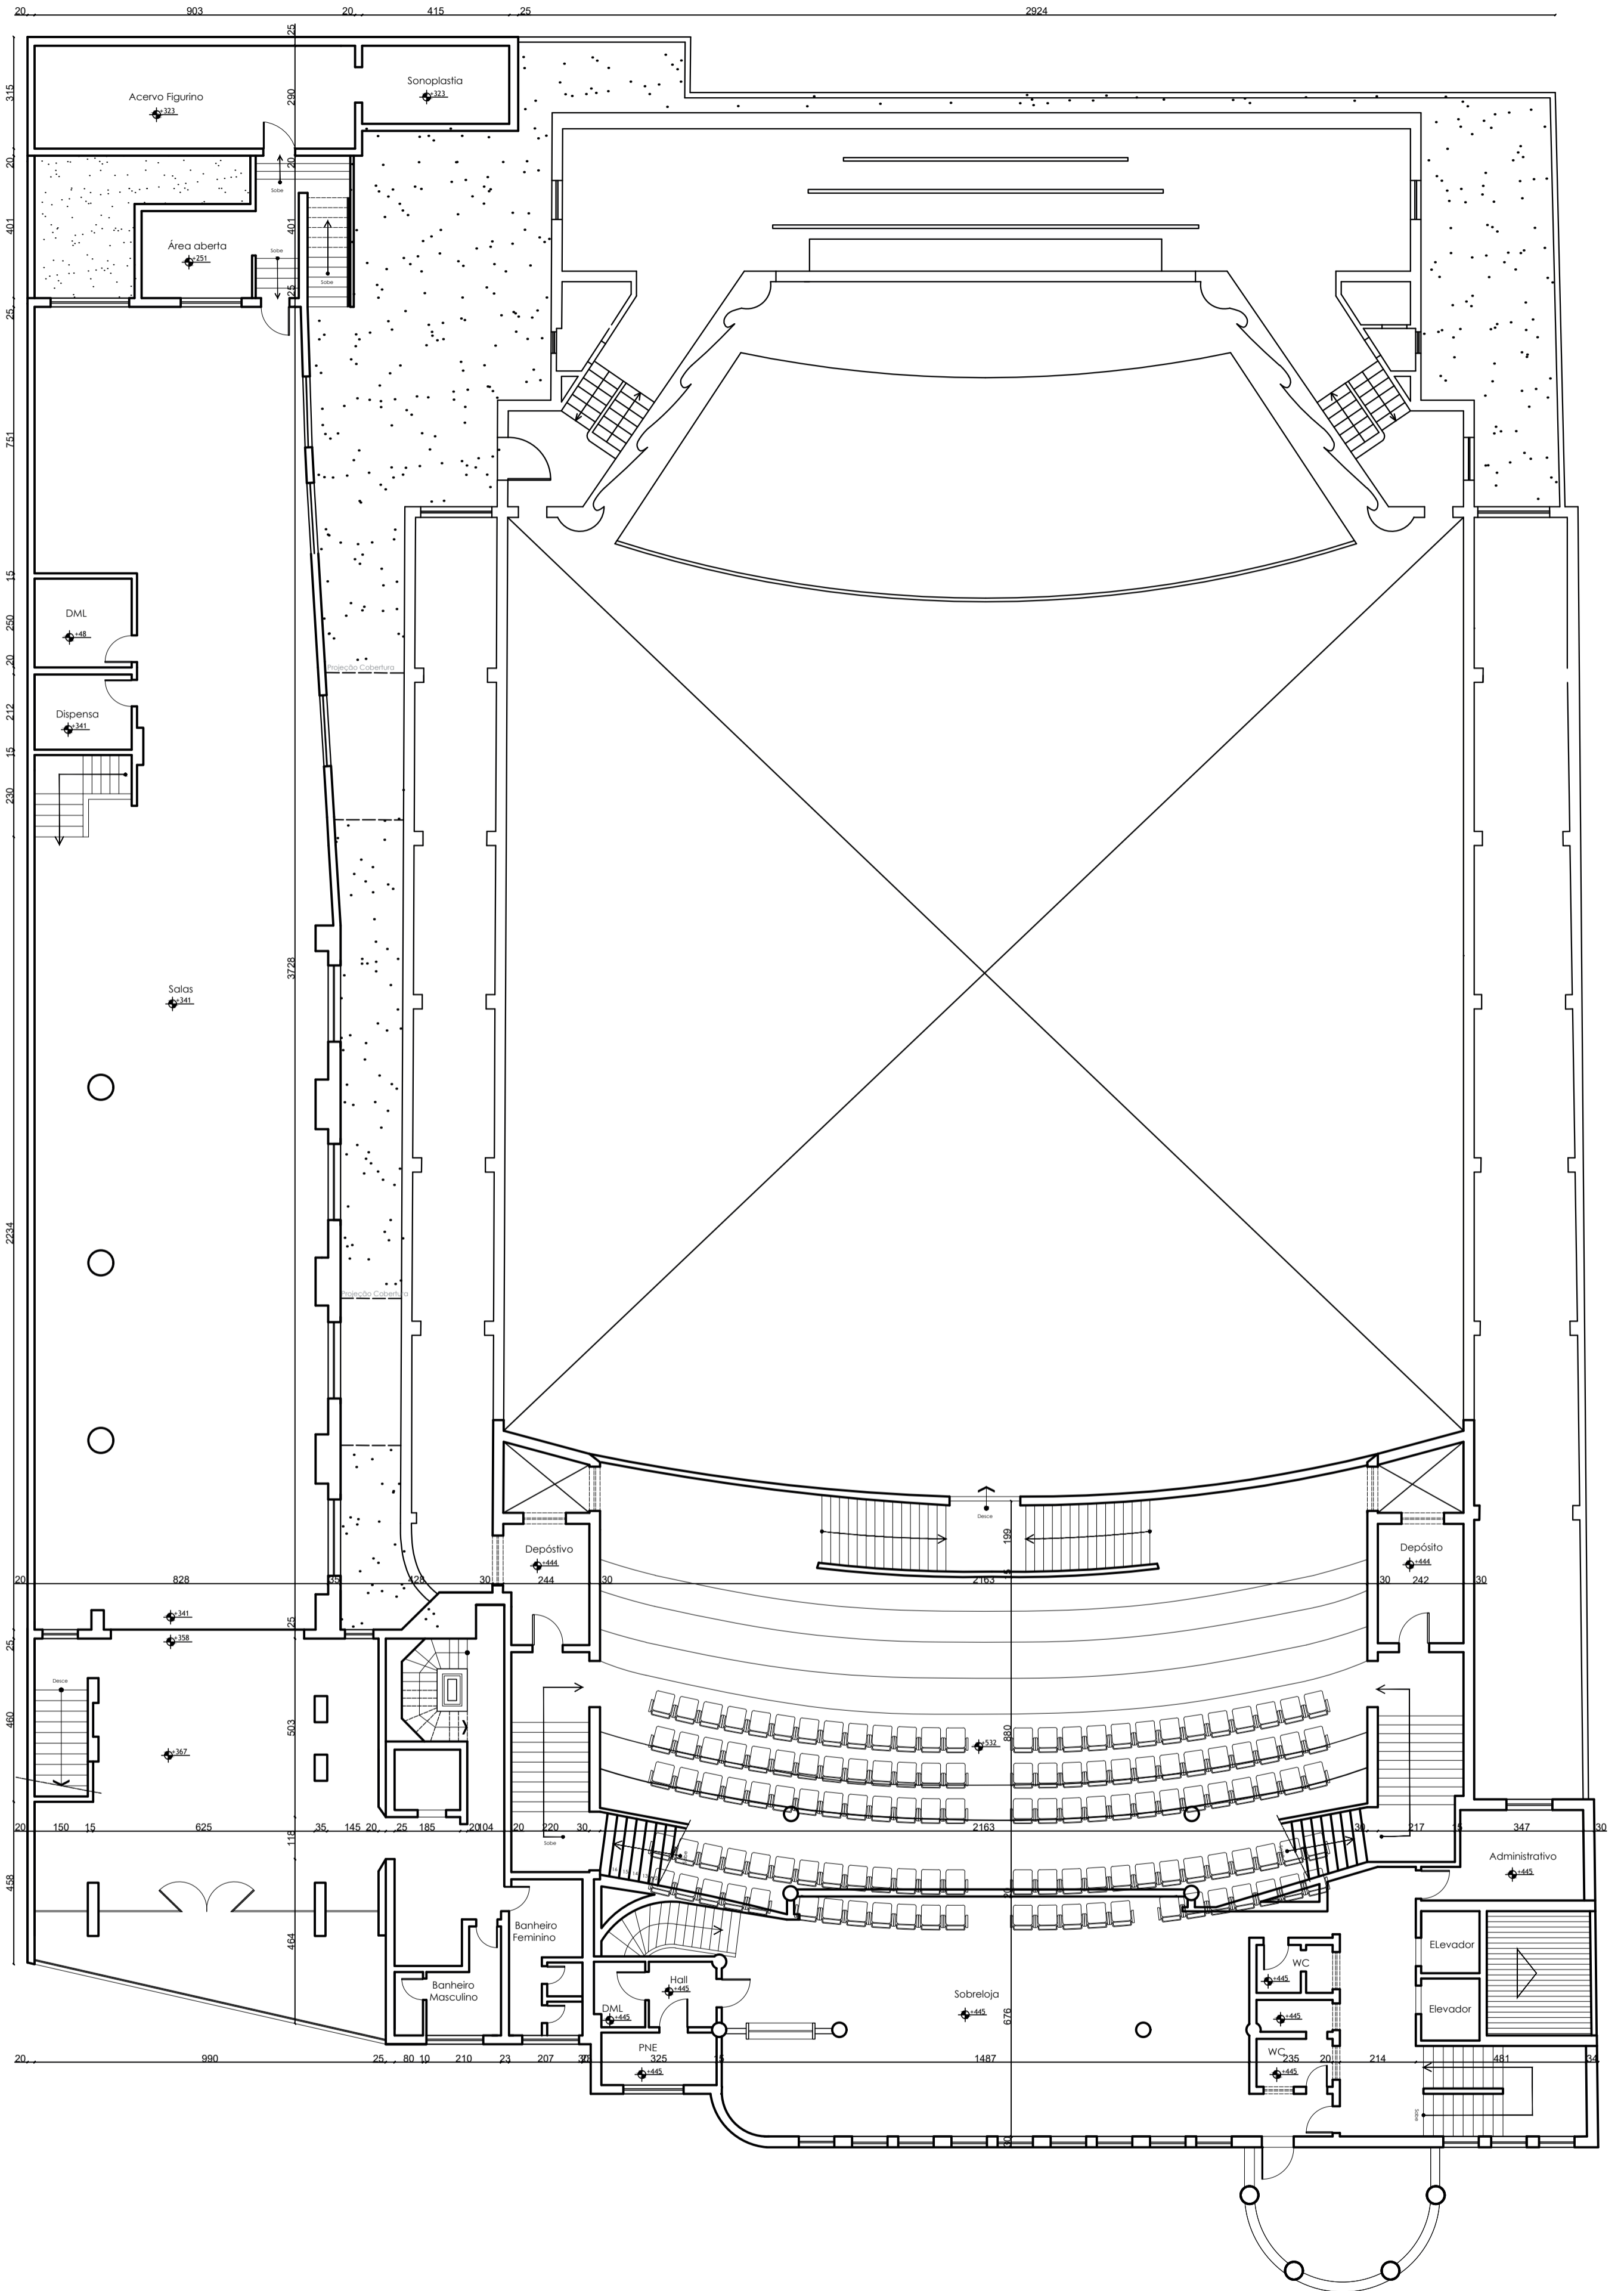 20 903 20 415 25 2924
25
315
290
Acervo Figurino
+323
Sonoplastia
+323
20
20
Sobe
401
401
Área aberta
+251
Sobe
Sobe
25
25
751
15
DML
+48
250
20
Projeção Cobertura
212
Dispensa
+341
15
230
3728
Salas
+341
2234
Projeção Cobertura
Desce
199
15
Depóstivo
+444
Depósito
+444
20 828 35 428 30 244 30 2163 30 242 30
+341
25
25
+358
Desce
460
503
+367
880
+532
20 150 15 625 35 145 20 25 185 20 104 20 220 30 2163 30 217 15 347 30
118
Sobe
458
Administrativo
+445
464
Banheiro
Feminino
ELevador
WC
+445
Hall
+445
Banheiro
Masculino
Sobreloja
+445
DML
+445
+445
Elevador
676
PNE
+445
WC
+445
20 990 25 80 10 210 23 207 325 15 1487 235 20 214 481 34
Sobe
30